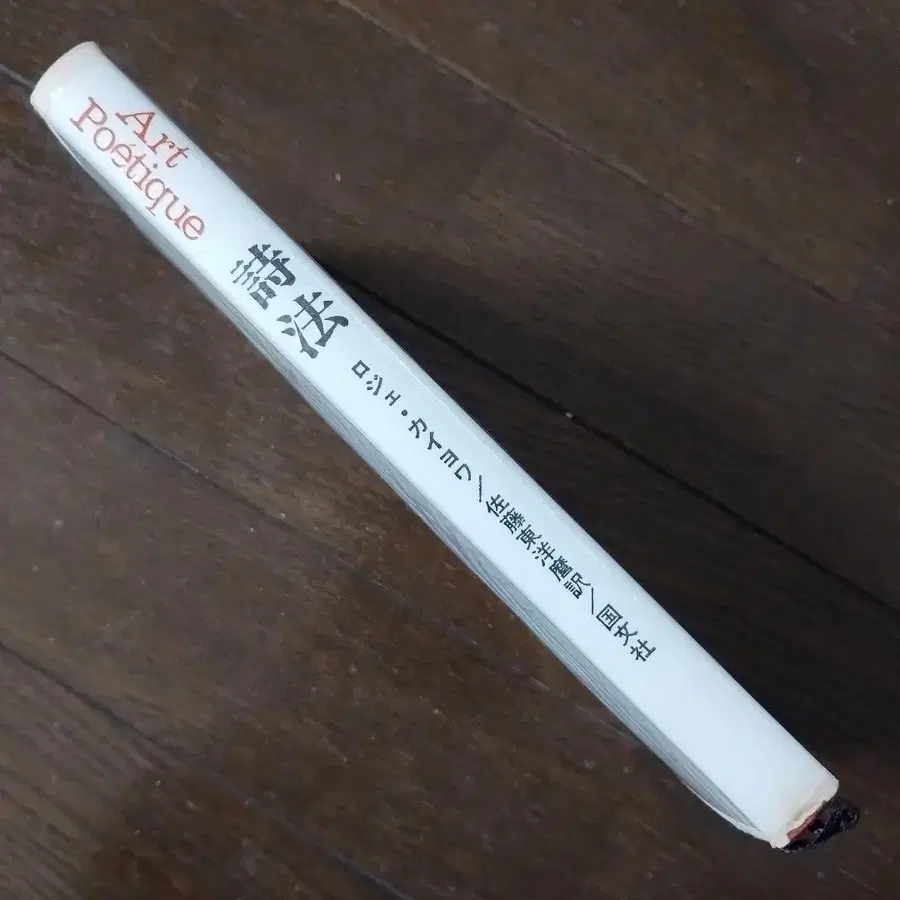 Art
Poétique
詩法
ロジェ・カイヨワ/佐藤東洋麿訳/国文社